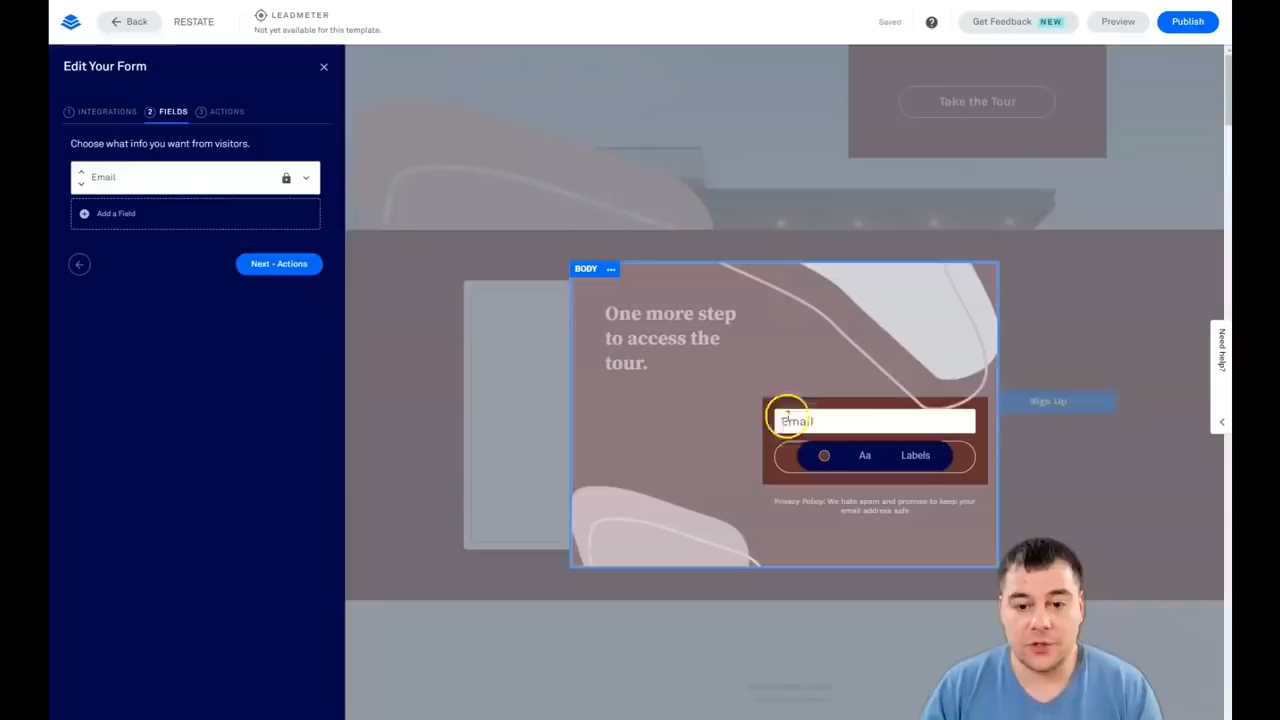 Back
RESTATE
LEADMETER
Not yet available for this template.
Saved
Get Feedback NEW
Preview
Publish
Edit Your Form
1 INTEGRATIONS
2 FIELDS
3 ACTIONS
Choose what info you want from visitors.
Email
Add a Field
Next - Actions
Take the Tour
BODY
One more step
to access the
tour.
Email
Aa
Labels
Privacy Policy: We hate spam and promise to keep your
email address safe
Sign Up
Need help?